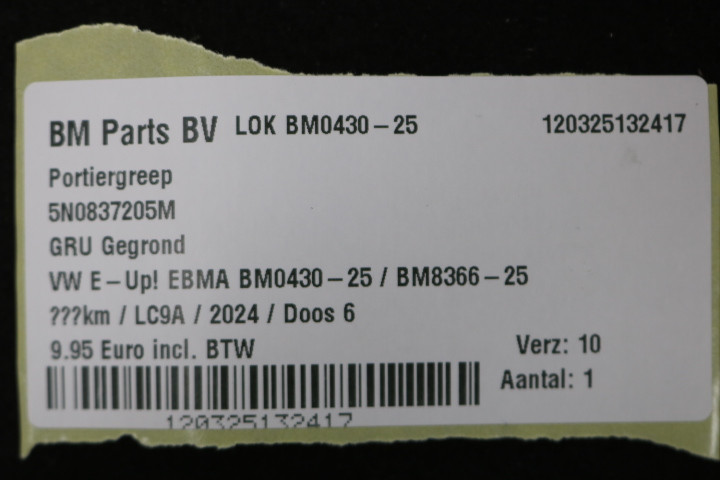 BM Parts BV LOK BM0430-25 120325132417
Portiergreep
5N0837205M
GRU Gegrond
VW E-Up! EBMA BM0430-25 / BM8366-25
???km / LC9A / 2024 / Doos 6
9.95 Euro incl. BTW Verz: 10
Aantal: 1
120325132417